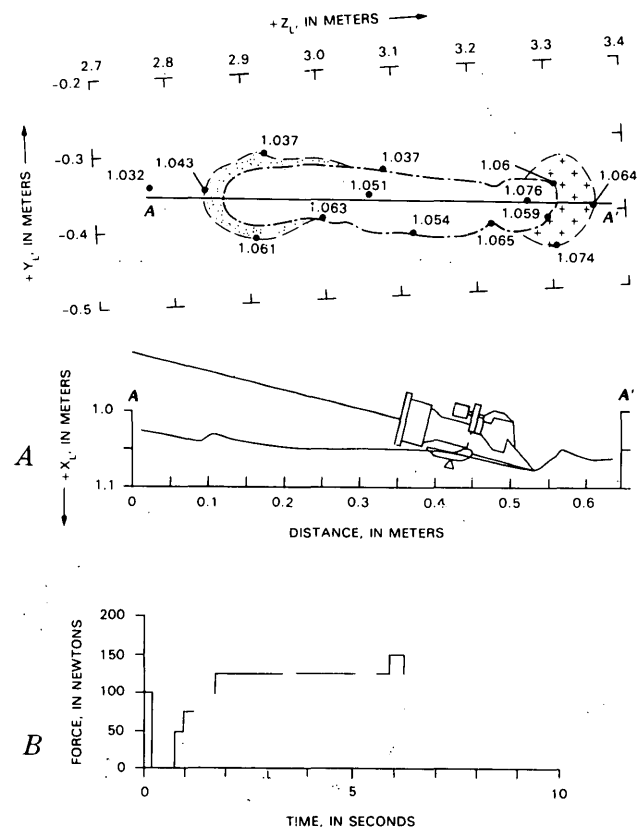 +Z_L, IN METERS
2.7 2.8 2.9 3.0 3.1 3.2 3.3 3.4
-0.2
-0.3
-0.4
-0.5
+Y_L, IN METERS
1.032
1.043
1.037
1.037
1.051
1.06
1.076
1.064
1.063
1.054
1.059
1.065
1.061
1.074
A A'
A A'
A
+X_L, IN METERS
1.0
1.1
0 0.1 0.2 0.3 0.4 0.5 0.6
DISTANCE, IN METERS
B
FORCE, IN NEWTONS
200
150
100
50
0
0 5 10
TIME, IN SECONDS